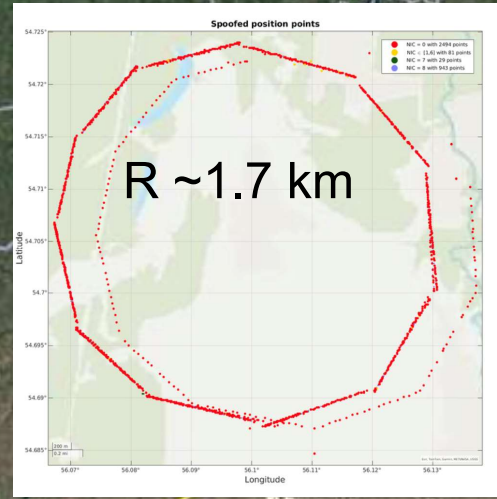 Spoofed position points
NIC = 0 with 2494 points
NIC = [1,6] with 81 points
NIC = 7 with 29 points
NIC = 8 with 943 points
54.725°
54.72°
54.715°
54.71°
54.705°
54.7°
54.695°
54.69°
54.685°
Latitude
R ~1.7 km
200 m
0.2 mi
56.07°
56.08°
56.09°
56.1°
56.11°
56.12°
56.13°
Longitude